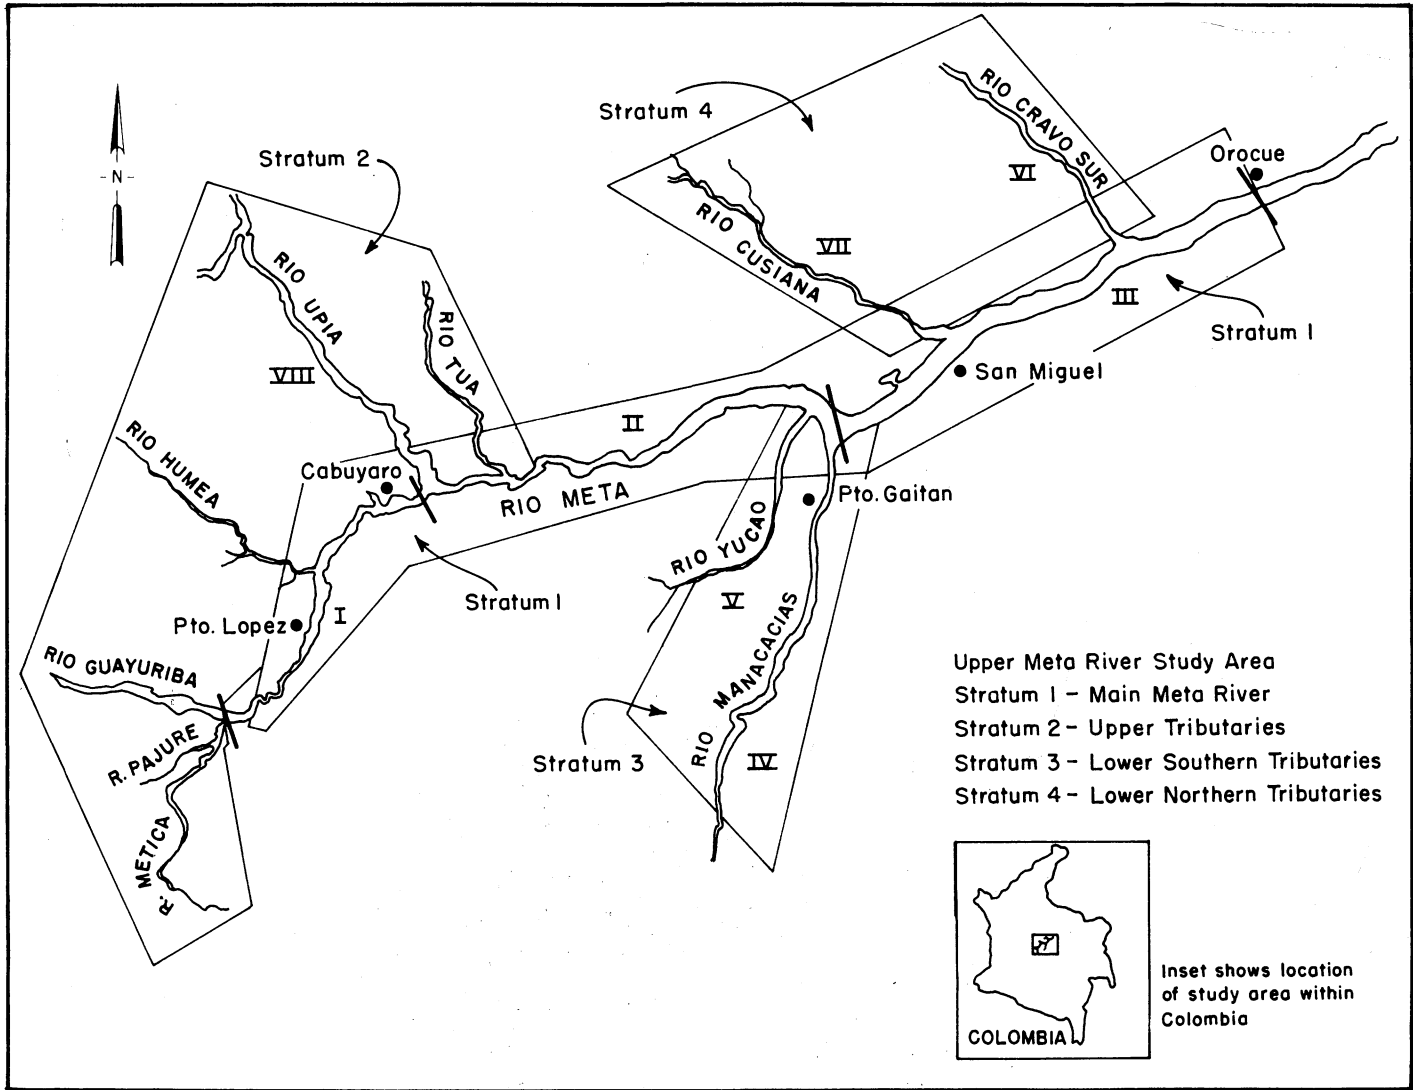 Stratum 4
RIO CRAVO SUR
Orocue
Stratum 2
N
VI
RIO CUSIANA
VII
RIO UPIA
III
RIO TUA
Stratum 1
VIII
San Miguel
II
RIO HUMEA
Cabuyaro
RIO META
Pto. Gaitan
RIO YUCAO
Stratum 1
V
I
Pto. Lopez
RIO MANACACIAS
RIO GUAYURIBA
R. PAJURE
Stratum 3
IV
R. METICA
Upper Meta River Study Area
Stratum 1 - Main Meta River
Stratum 2 - Upper Tributaries
Stratum 3 - Lower Southern Tributaries
Stratum 4 - Lower Northern Tributaries
Inset shows location
of study area within
Colombia
COLOMBIA